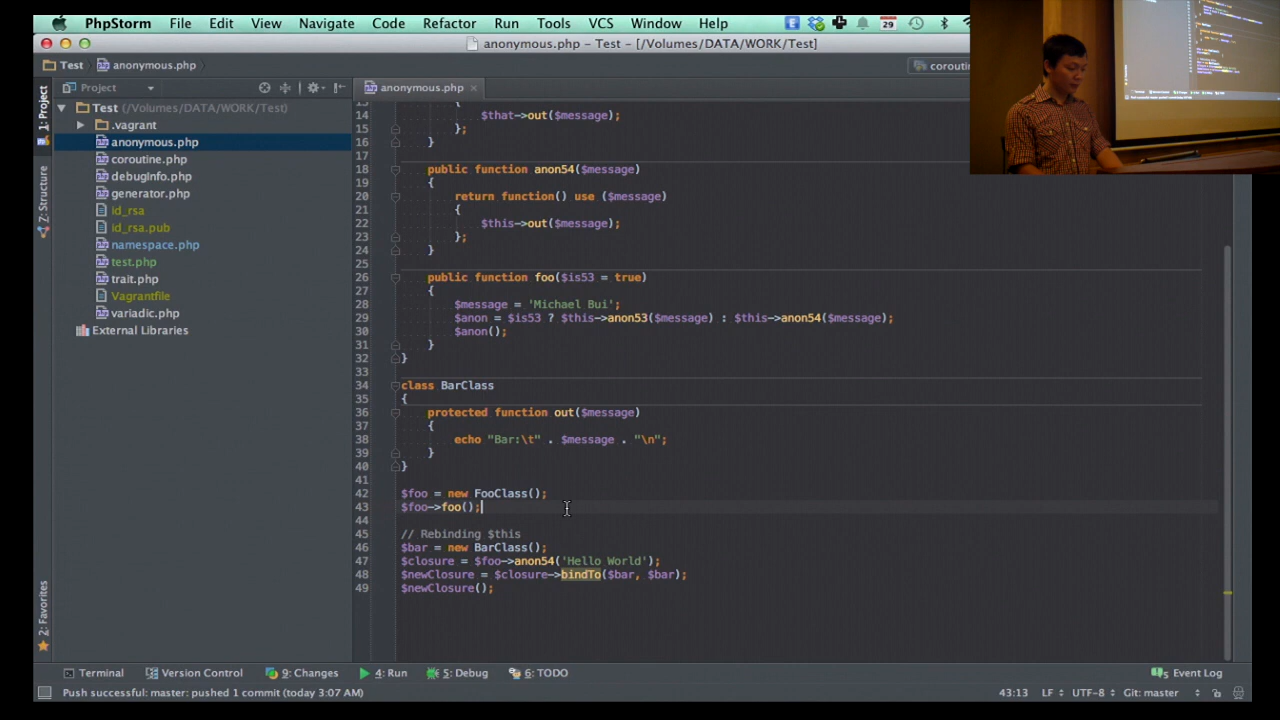 PhpStorm File Edit View Navigate Code Refactor Run Tools VCS Window Help 29
anonymous.php - Test - [/Volumes/DATA/WORK/Test]
Test anonymous.php
Project
anonymous.php
1: Project
Z: Structure
2: Favorites
Test (/Volumes/DATA/WORK/Test)
.vagrant
anonymous.php
coroutine.php
debugInfo.php
generator.php
id_rsa
id_rsa.pub
namespace.php
test.php
trait.php
Vagrantfile
variadic.php
External Libraries
14 $that->out($message);
15 };
16 }
17
18 public function anon54($message)
19 {
20 return function() use ($message)
21 {
22 $this->out($message);
23 };
24 }
25
26 public function foo($is53 = true)
27 {
28 $message = 'Michael Bui';
29 $anon = $is53 ? $this->anon53($message) : $this->anon54($message);
30 $anon();
31 }
32 }
33
34 class BarClass
35 {
36 protected function out($message)
37 {
38 echo "Bar:\t" . $message . "\n";
39 }
40 }
41
42 $foo = new FooClass();
43 $foo->foo();
44
45 // Rebinding $this
46 $bar = new BarClass();
47 $closure = $foo->anon54('Hello World');
48 $newClosure = $closure->bindTo($bar, $bar);
49 $newClosure();
Terminal Version Control 9: Changes 4: Run 5: Debug 6: TODO Event Log
Push successful: master: pushed 1 commit (today 3:07 AM) 43:13 LF UTF-8 Git: master